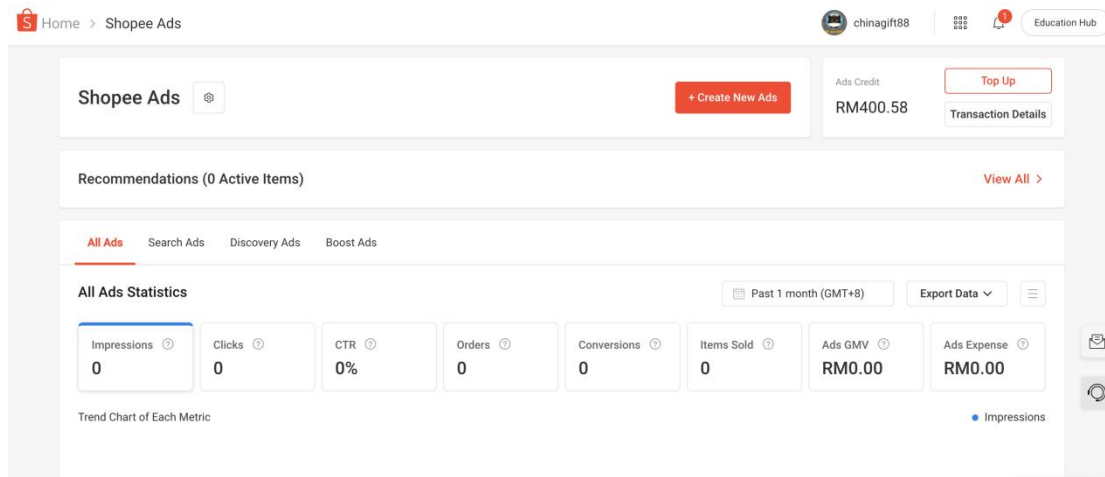 S Home > Shopee Ads
chinagift88
1
Education Hub
Shopee Ads
+ Create New Ads
Ads Credit
RM400.58
Top Up
Transaction Details
Recommendations (0 Active Items)
View All >
All Ads Search Ads Discovery Ads Boost Ads
All Ads Statistics
Past 1 month (GMT+8)
Export Data
Impressions ? Clicks ? CTR ? Orders ? Conversions ? Items Sold ? Ads GMV ? Ads Expense ?
0 0 0% 0 0 0 RM0.00 RM0.00
Trend Chart of Each Metric
Impressions